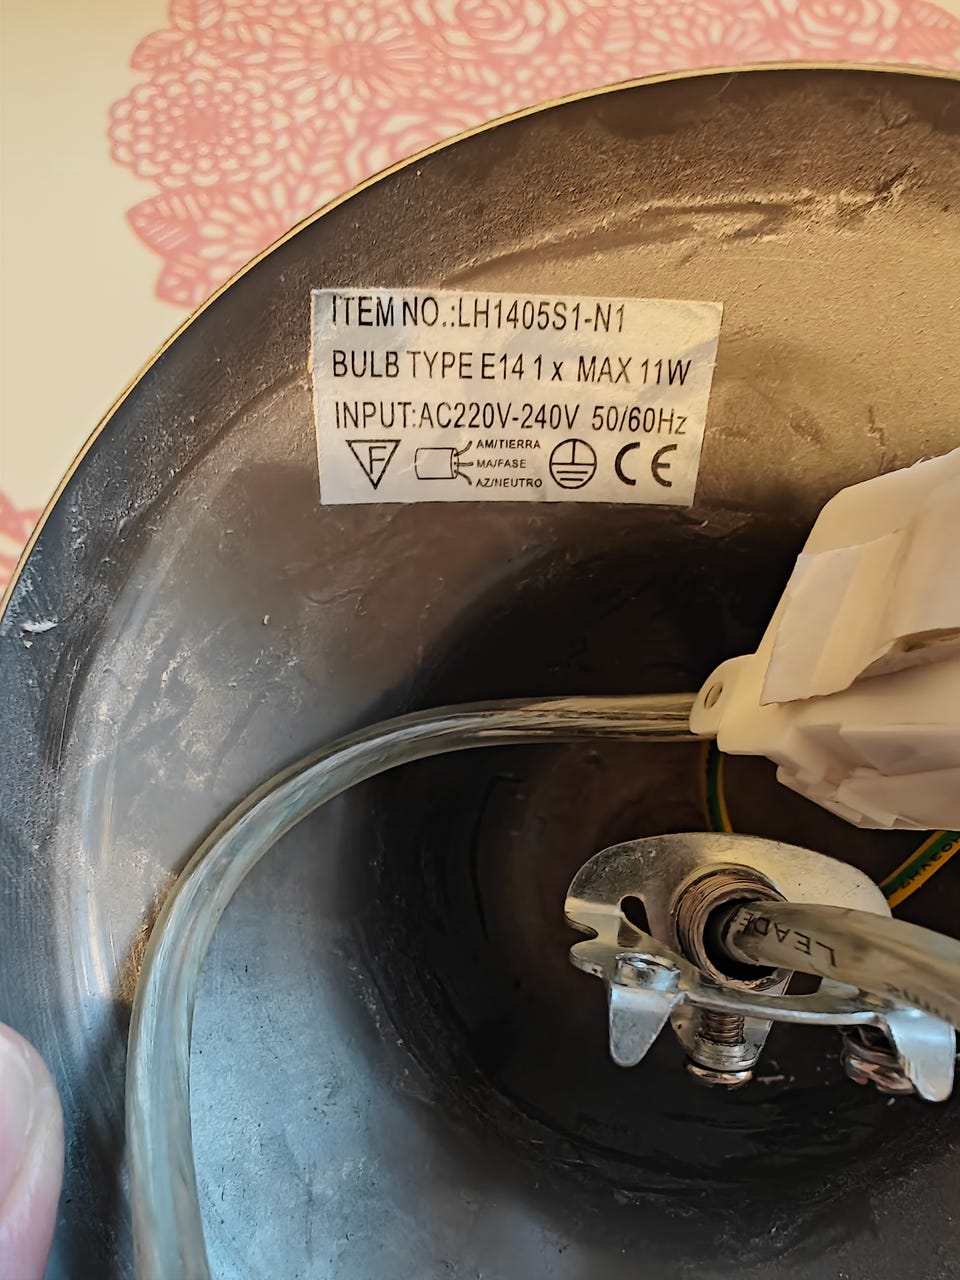 ITEM NO.:LH1405S1-N1
BULB TYPE E14 1 x MAX 11W
INPUT:AC220V-240V 50/60Hz
F
AM/TIERRA
MA/FASE
AZ/NEUTRO
CE
LEADE